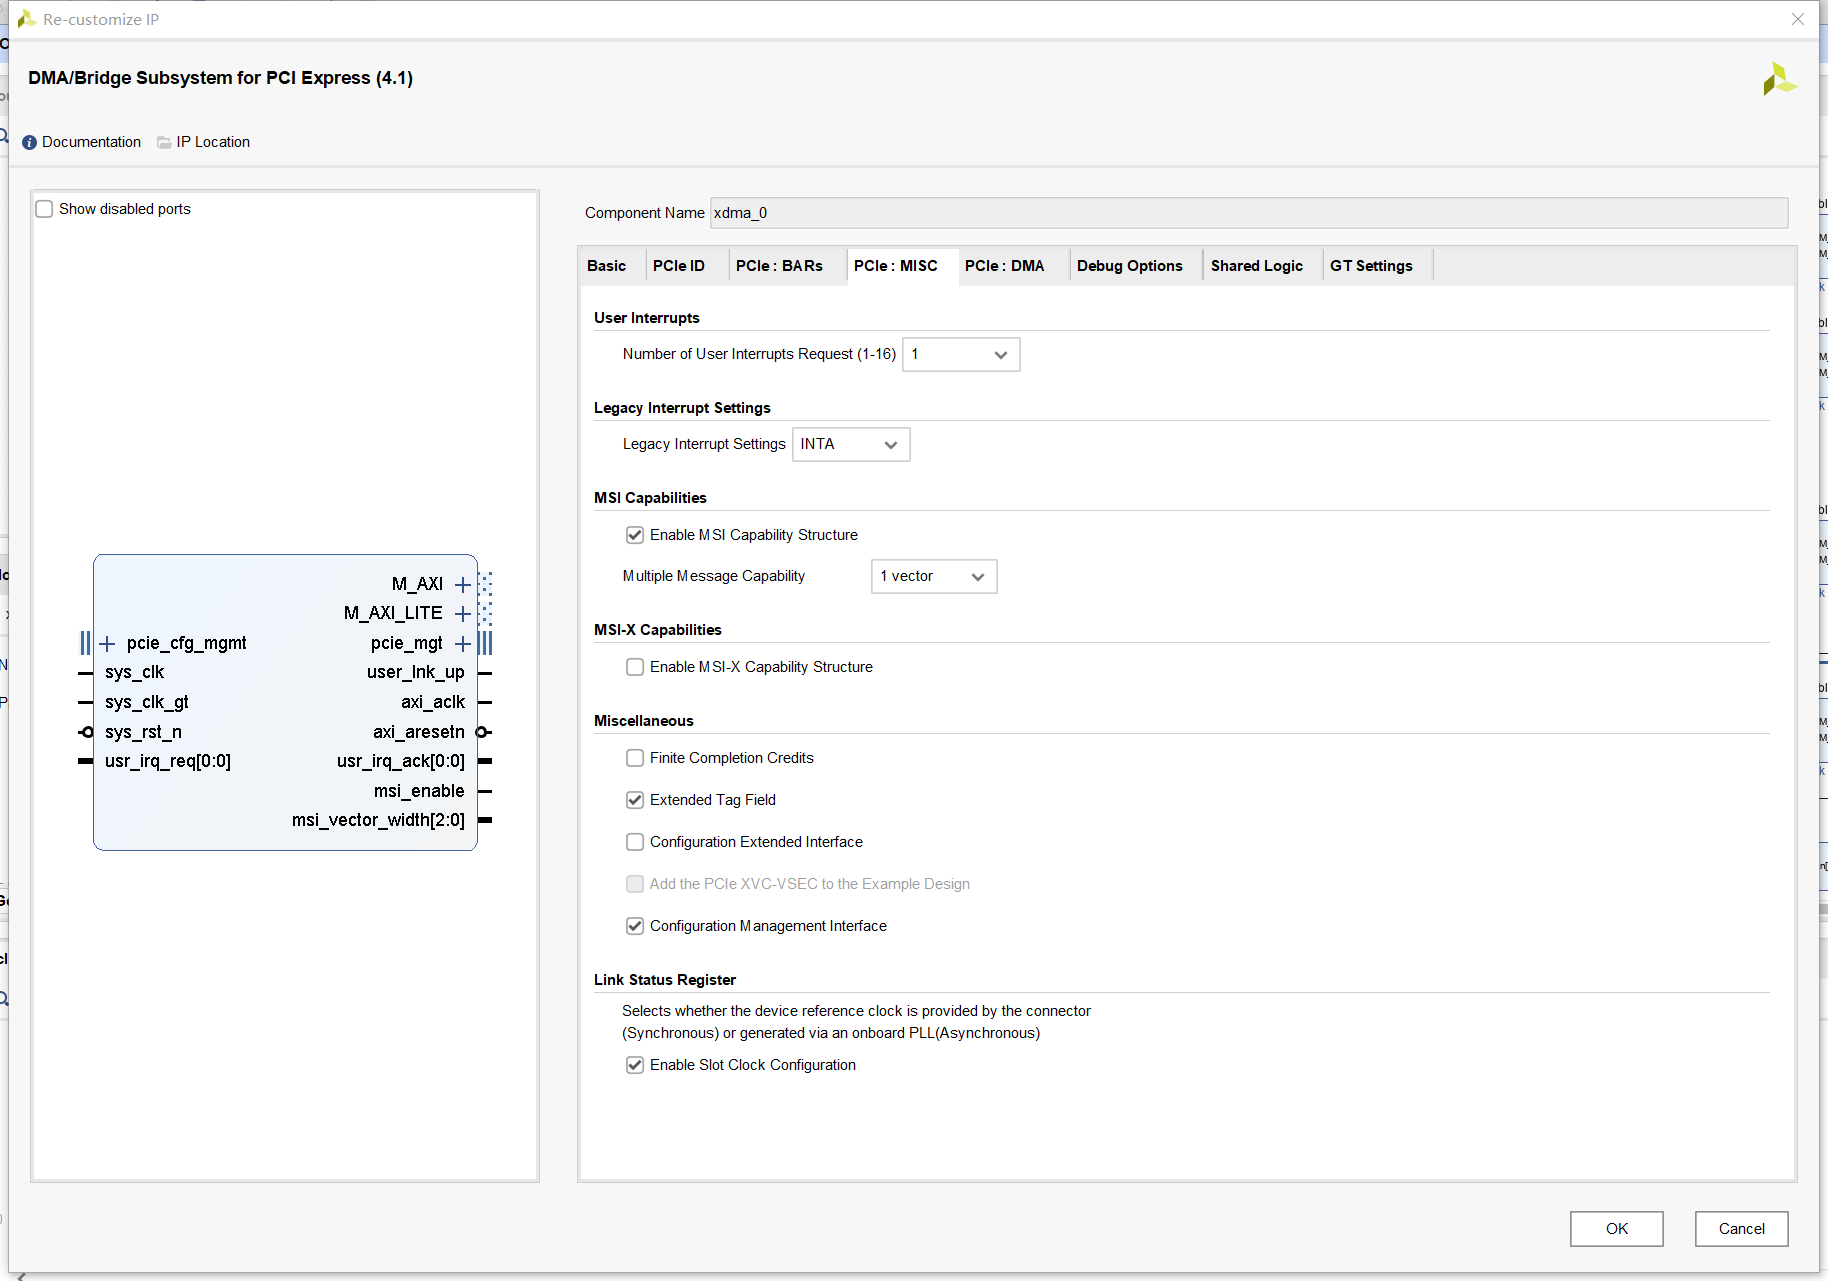 Re-customize IP
DMA/Bridge Subsystem for PCI Express (4.1)
Documentation IP Location
Show disabled ports
M_AXI
M_AXI_LITE
pcie_cfg_mgmt pcie_mgt
sys_clk user_lnk_up
sys_clk_gt axi_aclk
sys_rst_n axi_aresetn
usr_irq_req[0:0] usr_irq_ack[0:0]
msi_enable
msi_vector_width[2:0]
Component Name xdma_0
Basic PCIe ID PCIe : BARs PCIe : MISC PCIe : DMA Debug Options Shared Logic GT Settings
User Interrupts
Number of User Interrupts Request (1-16) 1
Legacy Interrupt Settings
Legacy Interrupt Settings INTA
MSI Capabilities
Enable MSI Capability Structure
Multiple Message Capability 1 vector
MSI-X Capabilities
Enable MSI-X Capability Structure
Miscellaneous
Finite Completion Credits
Extended Tag Field
Configuration Extended Interface
Add the PCIe XVC-VSEC to the Example Design
Configuration Management Interface
Link Status Register
Selects whether the device reference clock is provided by the connector
(Synchronous) or generated via an onboard PLL(Asynchronous)
Enable Slot Clock Configuration
OK Cancel